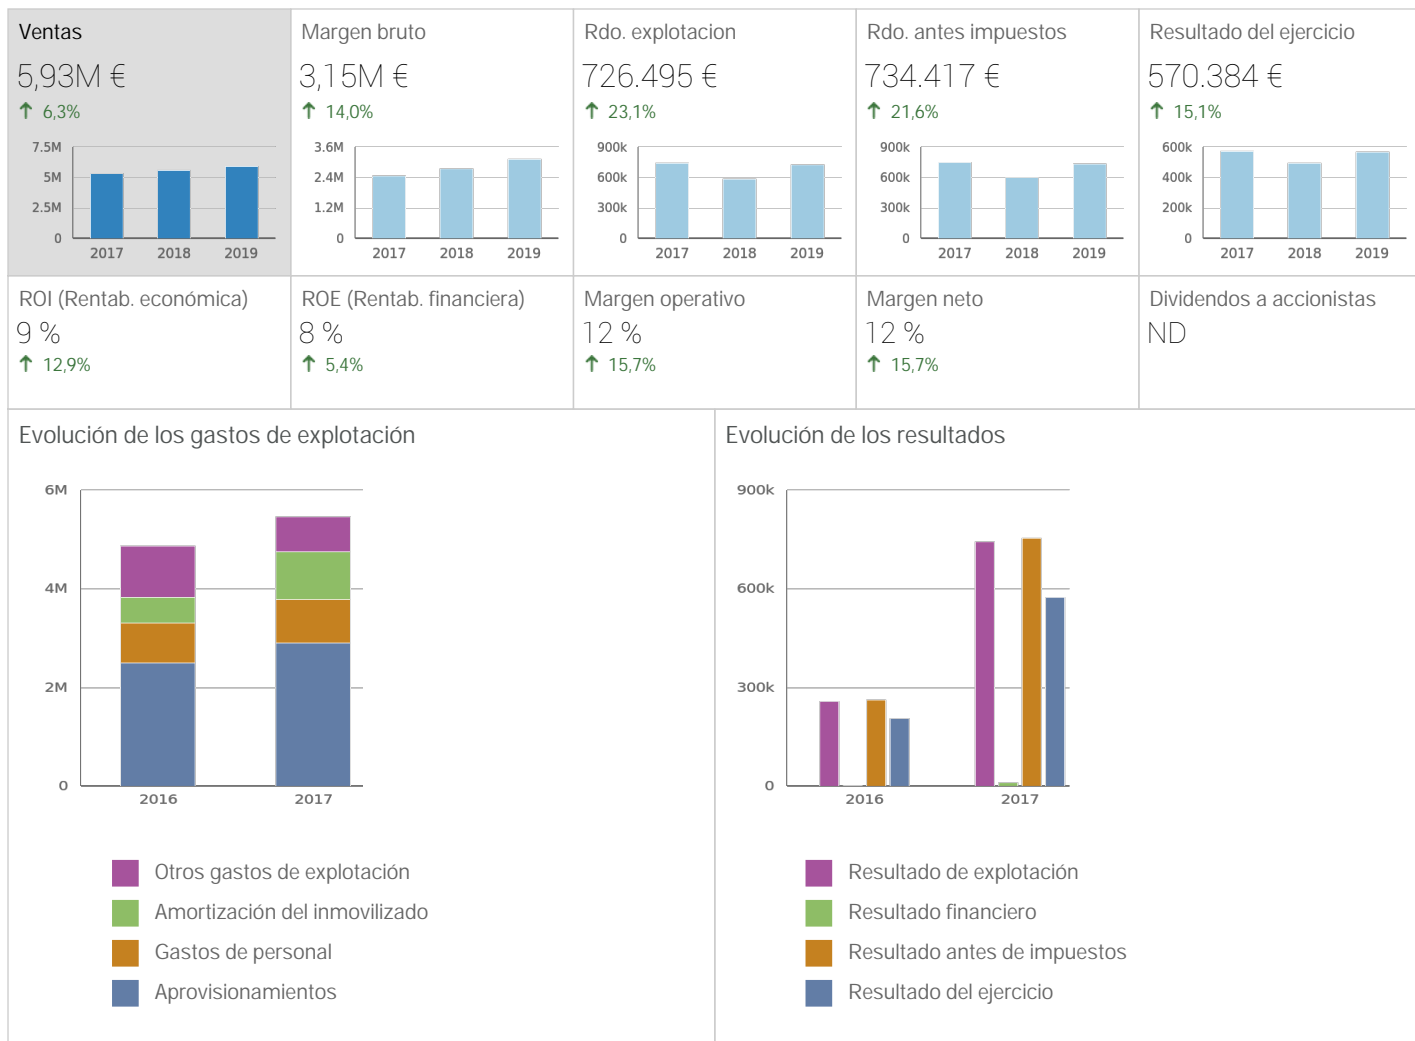 Ventas
5,93M €
↑ 6,3%
7.5M
5M
2.5M
0
2017 2018 2019
Margen bruto
3,15M €
↑ 14,0%
3.6M
2.4M
1.2M
0
2017 2018 2019
Rdo. explotacion
726.495 €
↑ 23,1%
900k
600k
300k
0
2017 2018 2019
Rdo. antes impuestos
734.417 €
↑ 21,6%
900k
600k
300k
0
2017 2018 2019
Resultado del ejercicio
570.384 €
↑ 15,1%
600k
400k
200k
0
2017 2018 2019
ROI (Rentab. económica)
9 %
↑ 12,9%
ROE (Rentab. financiera)
8 %
↑ 5,4%
Margen operativo
12 %
↑ 15,7%
Margen neto
12 %
↑ 15,7%
Dividendos a accionistas
ND
Evolución de los gastos de explotación
6M
4M
2M
0
2016 2017
Otros gastos de explotación
Amortización del inmovilizado
Gastos de personal
Aprovisionamientos
Evolución de los resultados
900k
600k
300k
0
2016 2017
Resultado de explotación
Resultado financiero
Resultado antes de impuestos
Resultado del ejercicio